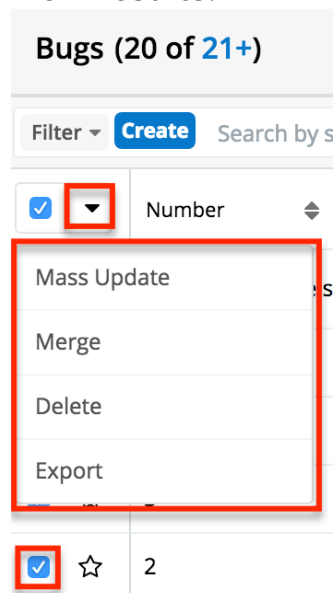 Bugs (20 of 21+)
Filter Create Search by s
Number
Mass Update
Merge
Delete
Export
2